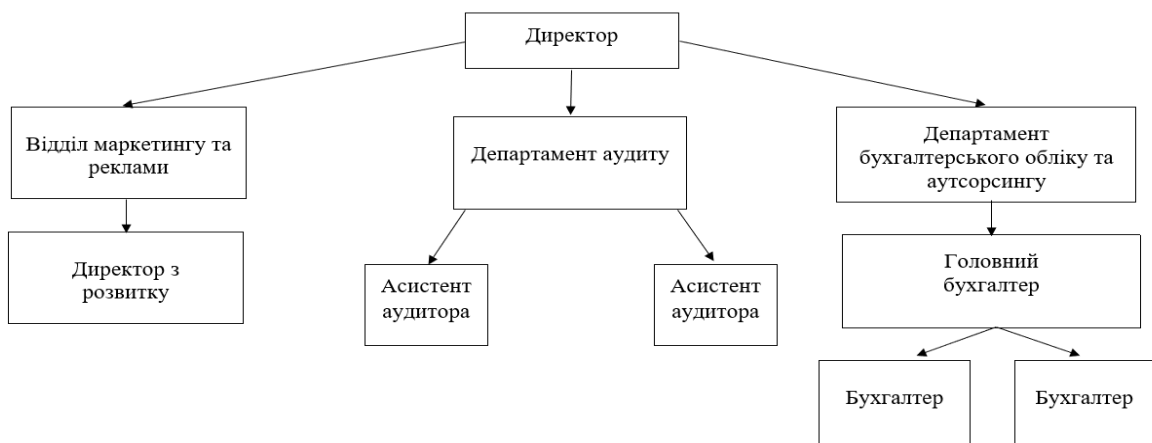 Директор
Відділ маркетингу та
реклами
Департамент аудиту
Департамент
бухгалтерського обліку та
аутсорсингу
Директор з
розвитку
Асистент
аудитора
Асистент
аудитора
Головний
бухгалтер
Бухгалтер
Бухгалтер